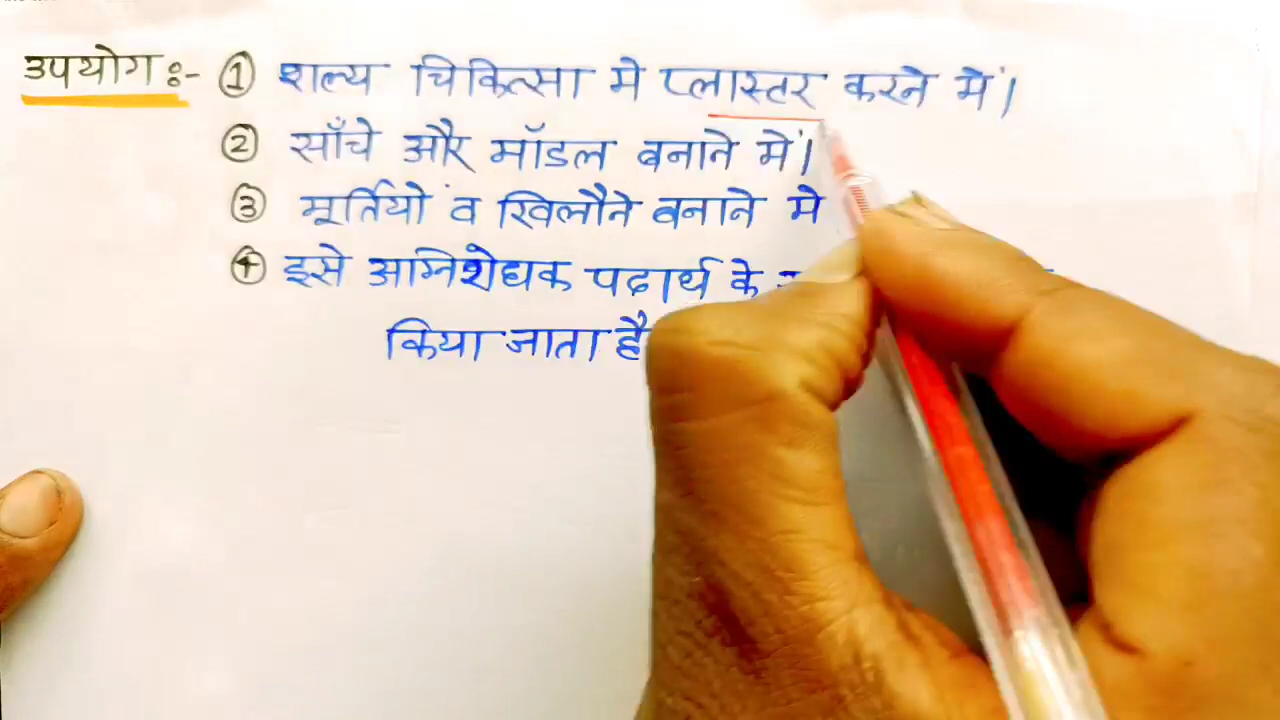 उपयोग :- ① शल्य चिकित्सा मे प्लास्टर करने में।
② साँचे और मॉडल बनाने में।
③ मूर्तियों व खिलौने बनाने मे
④ इसे अग्निशेधक पदार्थ के
किया जाता है